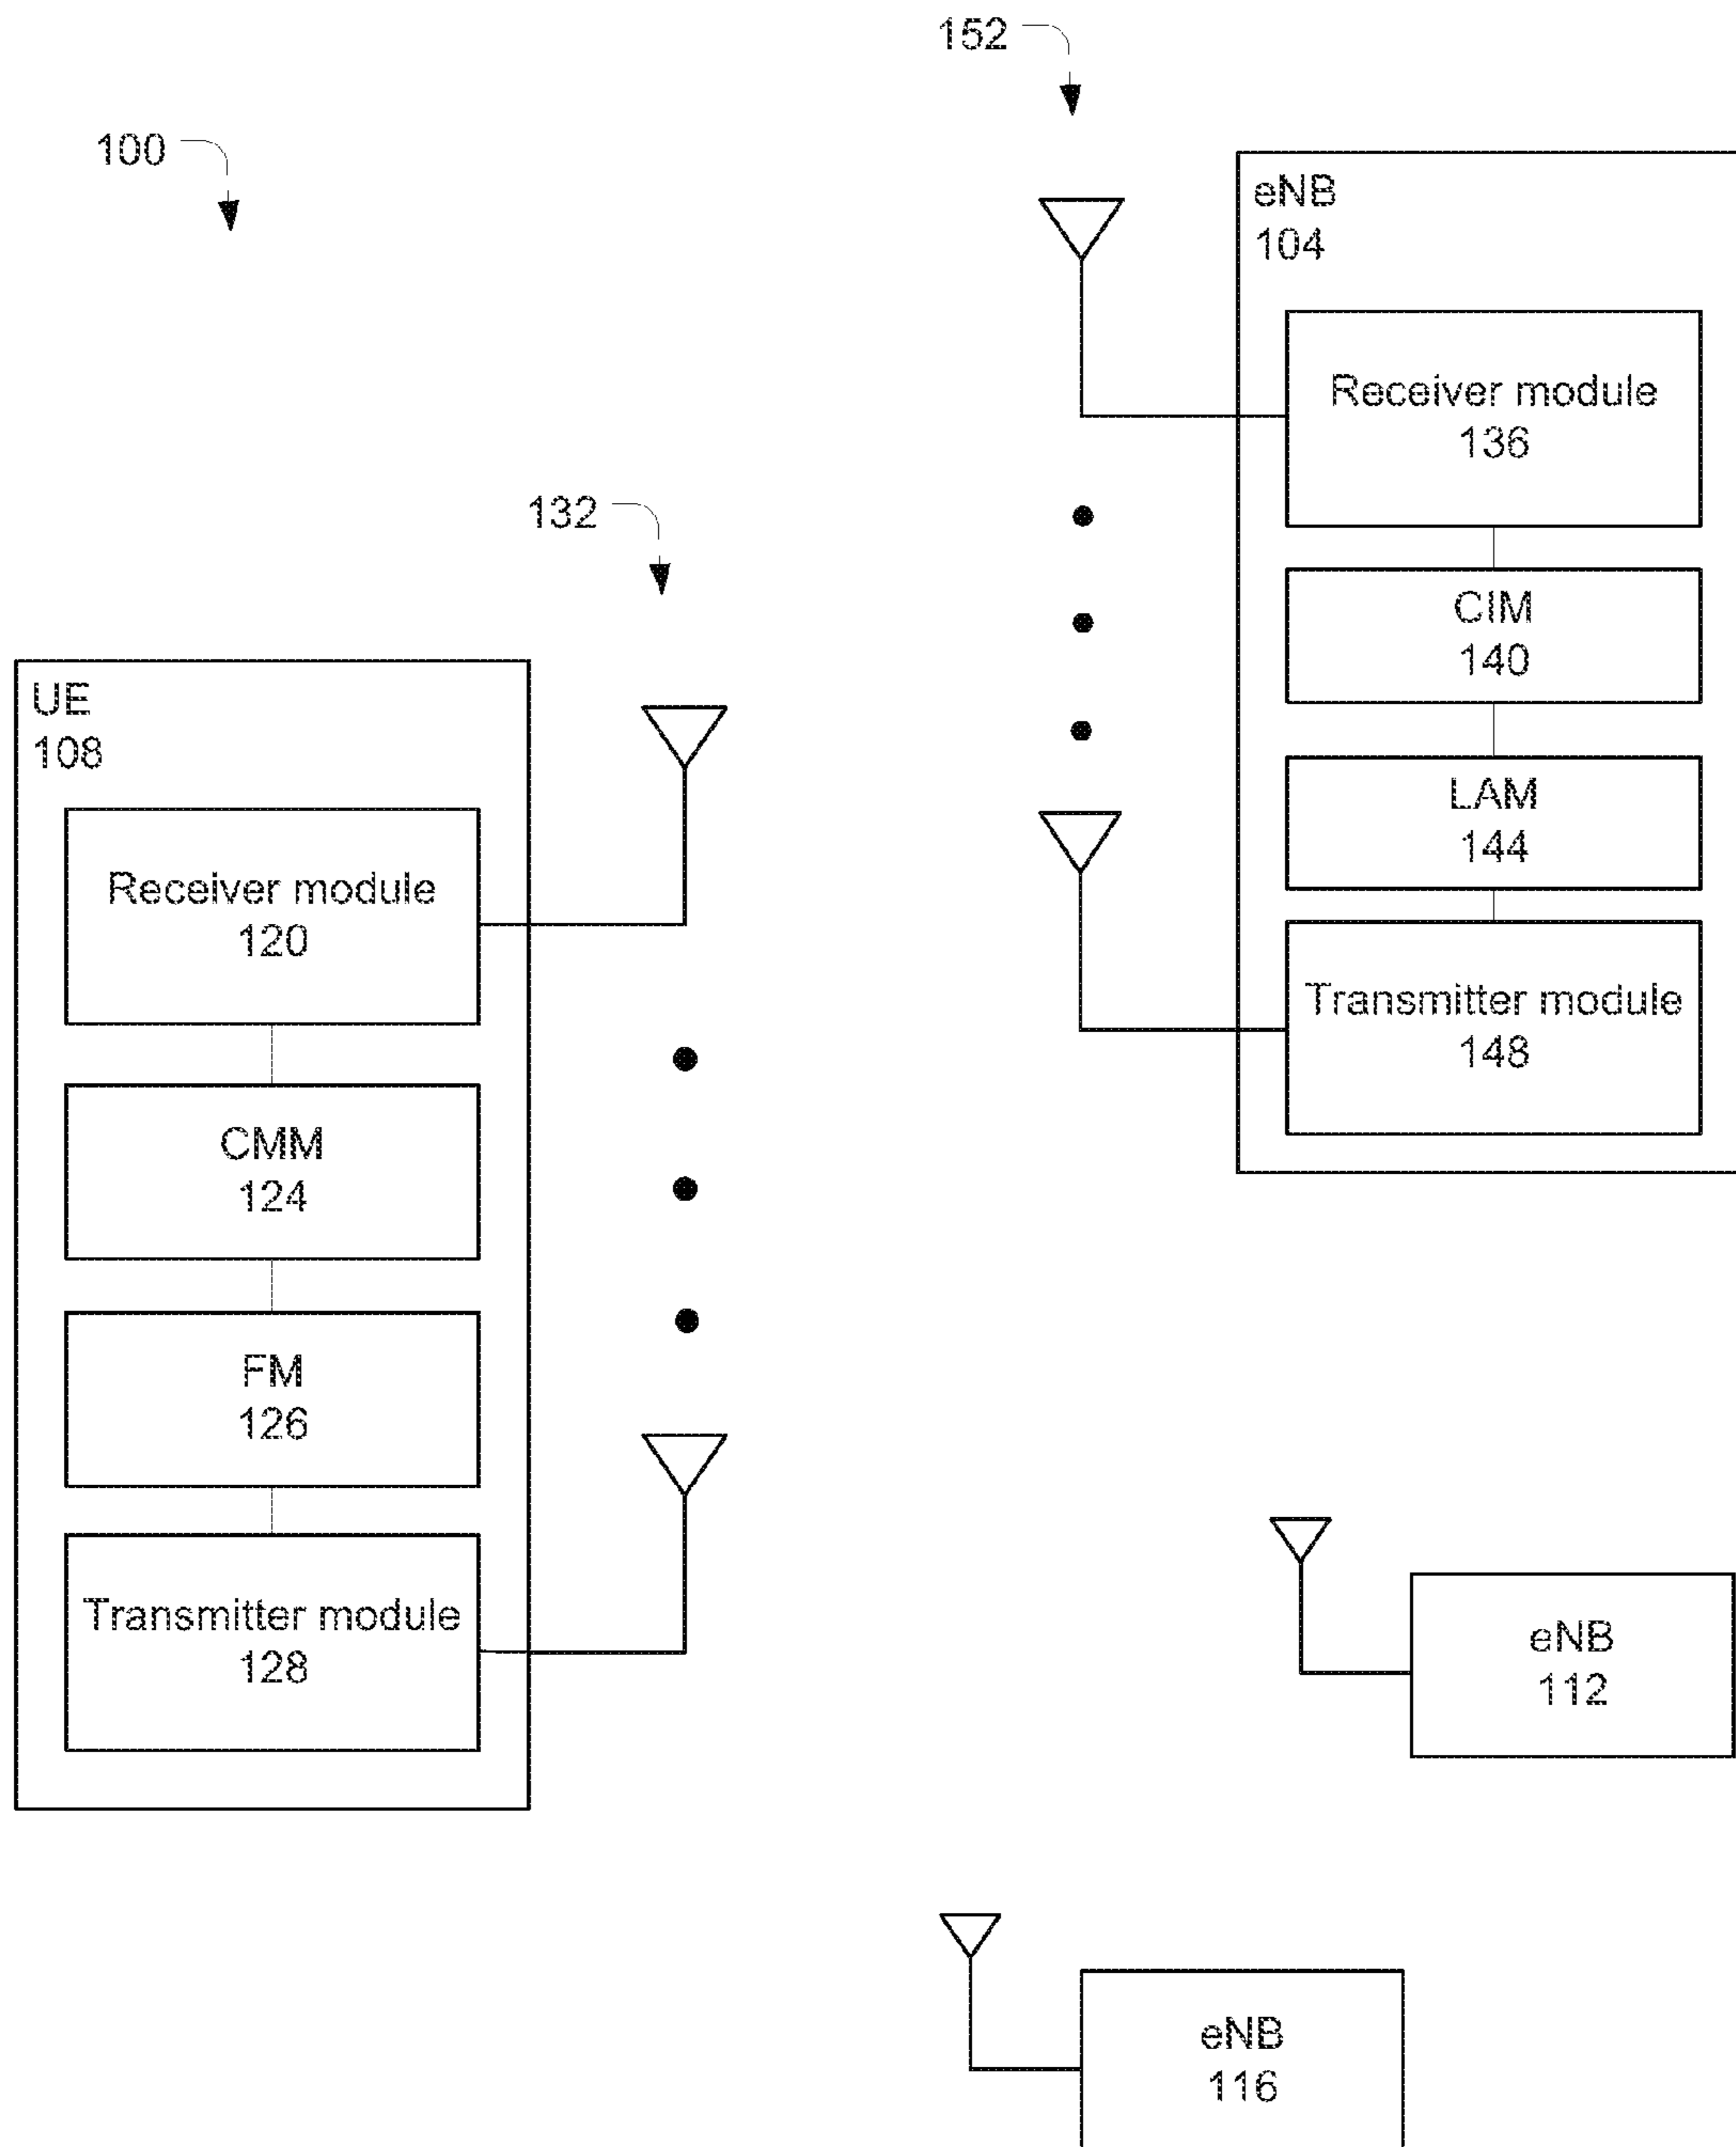 152
100
eNB
104
Receiver module
136
132
CIM
140
UE
108
LAM
144
Receiver module
120
Transmitter module
148
CMM
124
FM
126
Transmitter module
128
eNB
112
eNB
116